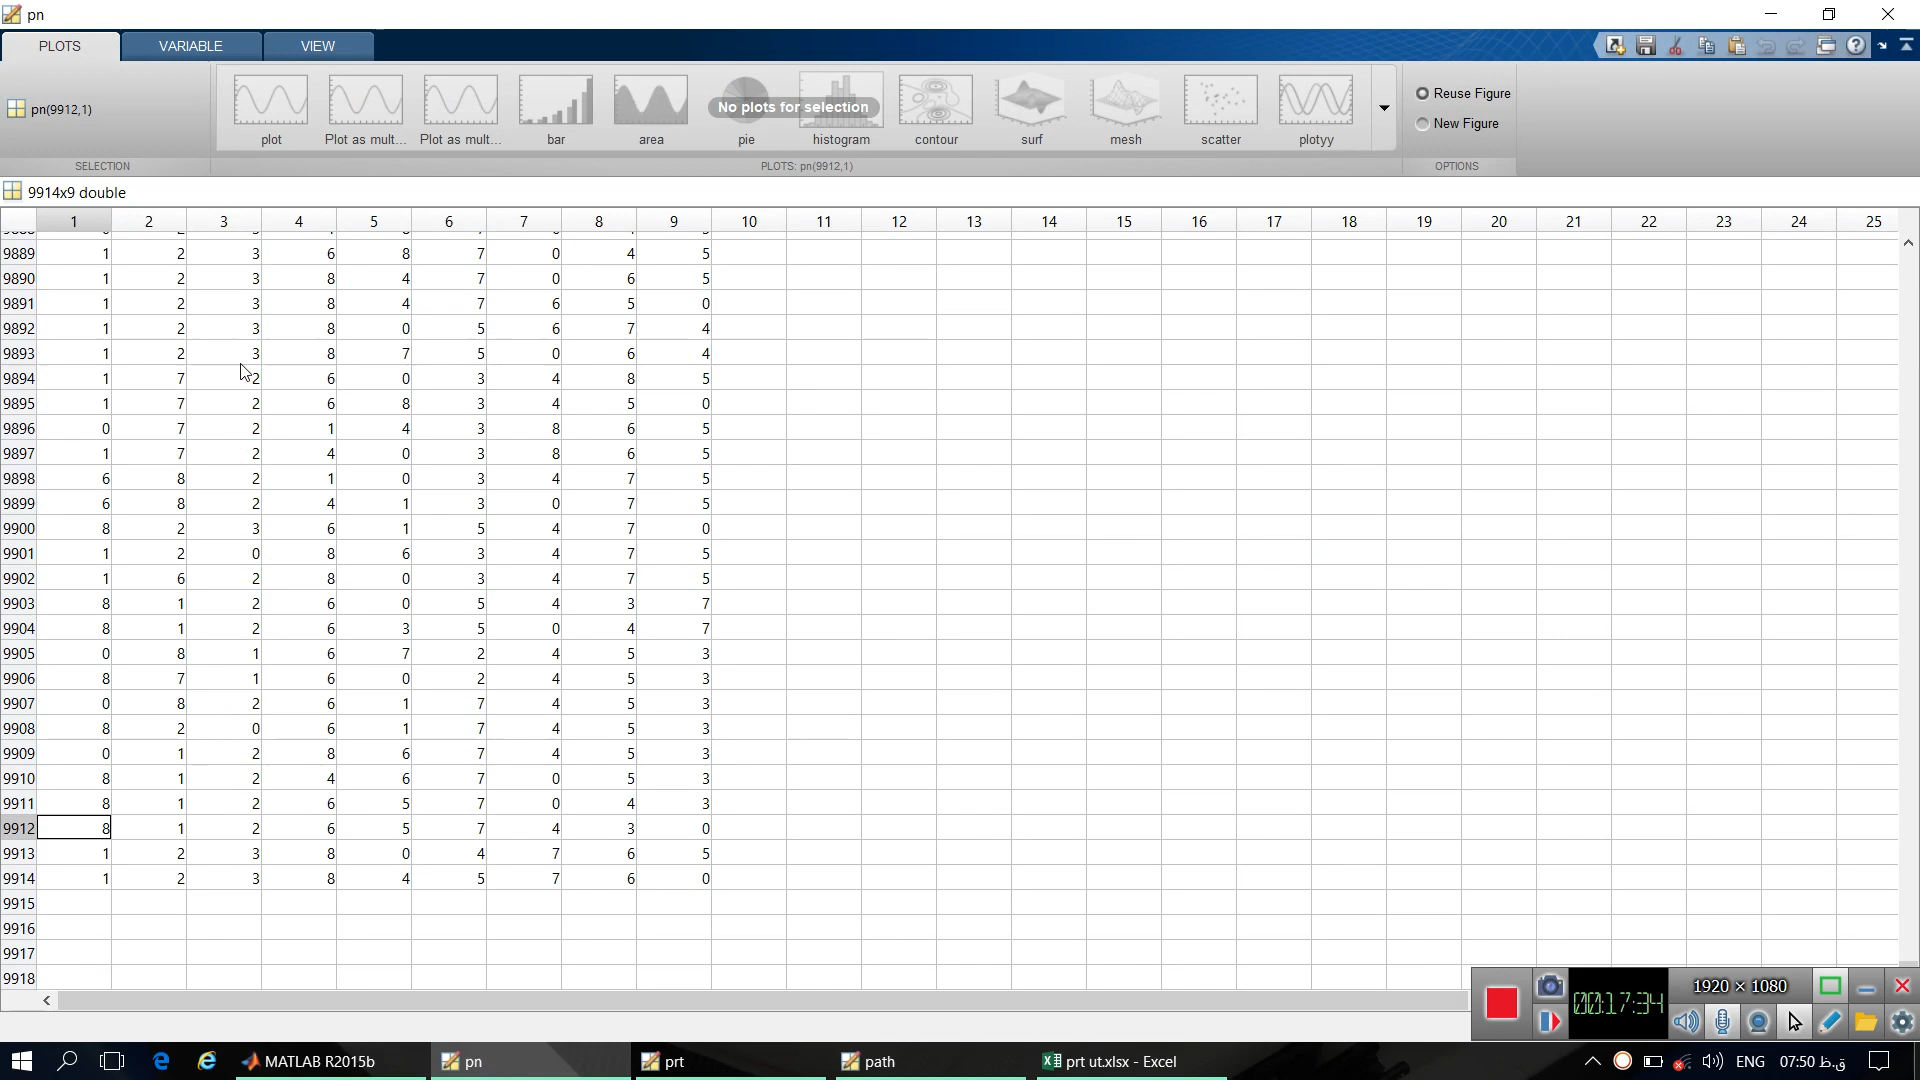 pn
PLOTS VARIABLE VIEW
pn(9912,1)
No plots for selection
plot Plot as mult... Plot as mult... bar area pie histogram contour surf mesh scatter plotyy
Reuse Figure
New Figure
SELECTION PLOTS: pn(9912,1) OPTIONS
9914x9 double
1 2 3 4 5 6 7 8 9 10 11 12 13 14 15 16 17 18 19 20 21 22 23 24 25
9889 1 2 3 6 8 7 0 4 5
9890 1 2 3 8 4 7 0 6 5
9891 1 2 3 8 4 7 6 5 0
9892 1 2 3 8 0 5 6 7 4
9893 1 2 3 8 7 5 0 6 4
9894 1 7 2 6 0 3 4 8 5
9895 1 7 2 6 8 3 4 5 0
9896 0 7 2 1 4 3 8 6 5
9897 1 7 2 4 0 3 8 6 5
9898 6 8 2 1 0 3 4 7 5
9899 6 8 2 4 1 3 0 7 5
9900 8 2 3 6 1 5 4 7 0
9901 1 2 0 8 6 3 4 7 5
9902 1 6 2 8 0 3 4 7 5
9903 8 1 2 6 0 5 4 3 7
9904 8 1 2 6 3 5 0 4 7
9905 0 8 1 6 7 2 4 5 3
9906 8 7 1 6 0 2 4 5 3
9907 0 8 2 6 1 7 4 5 3
9908 8 2 0 6 1 7 4 5 3
9909 0 1 2 8 6 7 4 5 3
9910 8 1 2 4 6 7 0 5 3
9911 8 1 2 6 5 7 0 4 3
9912 8 1 2 6 5 7 4 3 0
9913 1 2 3 8 0 4 7 6 5
9914 1 2 3 8 4 5 7 6 0
9915
9916
9917
9918
1920 × 1080
00:17:34
MATLAB R2015b pn prt path prt ut.xlsx - Excel ENG 07:50 ق.ظ